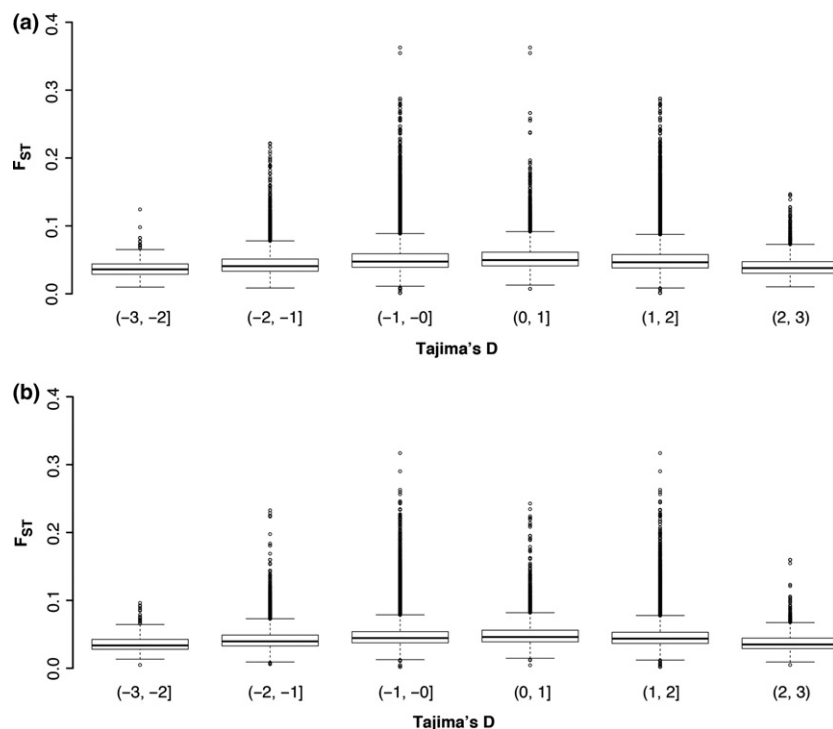 (a)
0.4
0.3
0.2
0.1
0.0
FST
(−3, −2] (−2, −1] (−1, −0] (0, 1] (1, 2] (2, 3)
Tajima's D
(b)
0.4
0.3
0.2
0.1
0.0
FST
(−3, −2] (−2, −1] (−1, −0] (0, 1] (1, 2] (2, 3)
Tajima's D